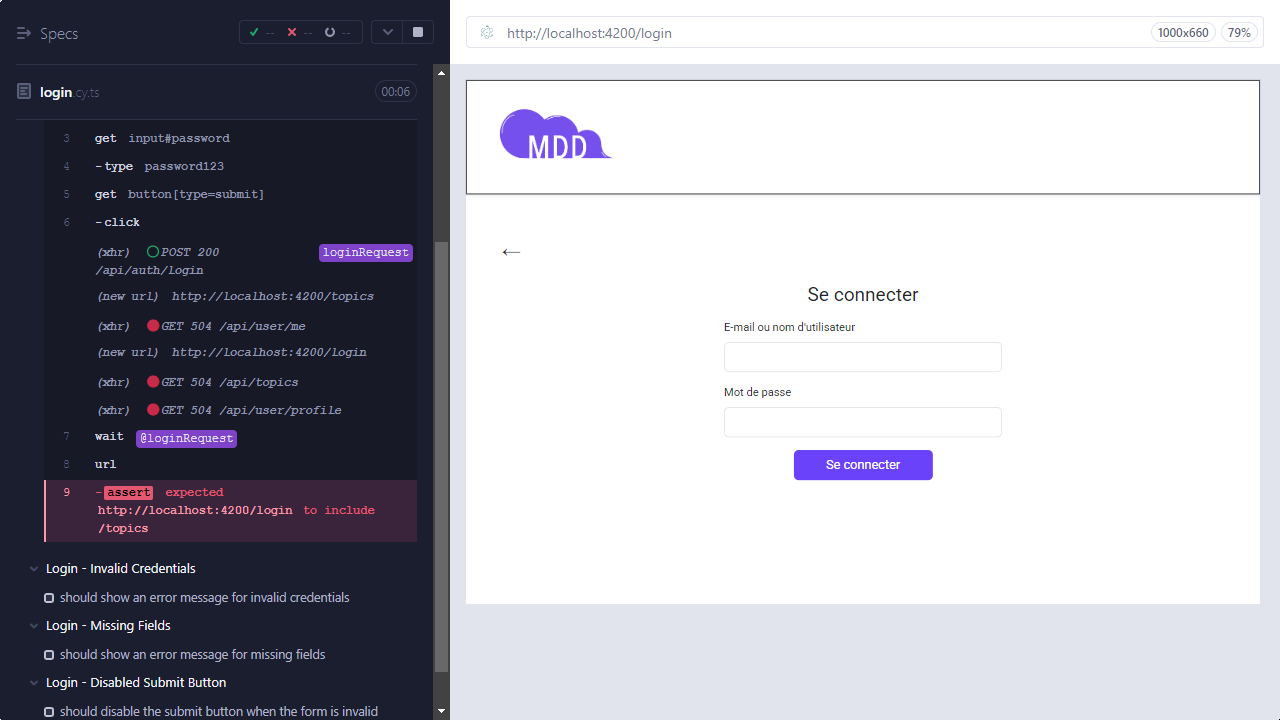 Specs
-- -- --
login.cy.ts 00:06
3 get input#password
4 -type password123
5 get button[type=submit]
6 -click
(xhr) POST 200 loginRequest
/api/auth/login
(new url) http://localhost:4200/topics
(xhr) GET 504 /api/user/me
(new url) http://localhost:4200/login
(xhr) GET 504 /api/topics
(xhr) GET 504 /api/user/profile
7 wait @loginRequest
8 url
9 -assert expected
http://localhost:4200/login to include
/topics
Login - Invalid Credentials
should show an error message for invalid credentials
Login - Missing Fields
should show an error message for missing fields
Login - Disabled Submit Button
should disable the submit button when the form is invalid
http://localhost:4200/login 1000x660 79%
MDD
←
Se connecter
E-mail ou nom d'utilisateur
Mot de passe
Se connecter